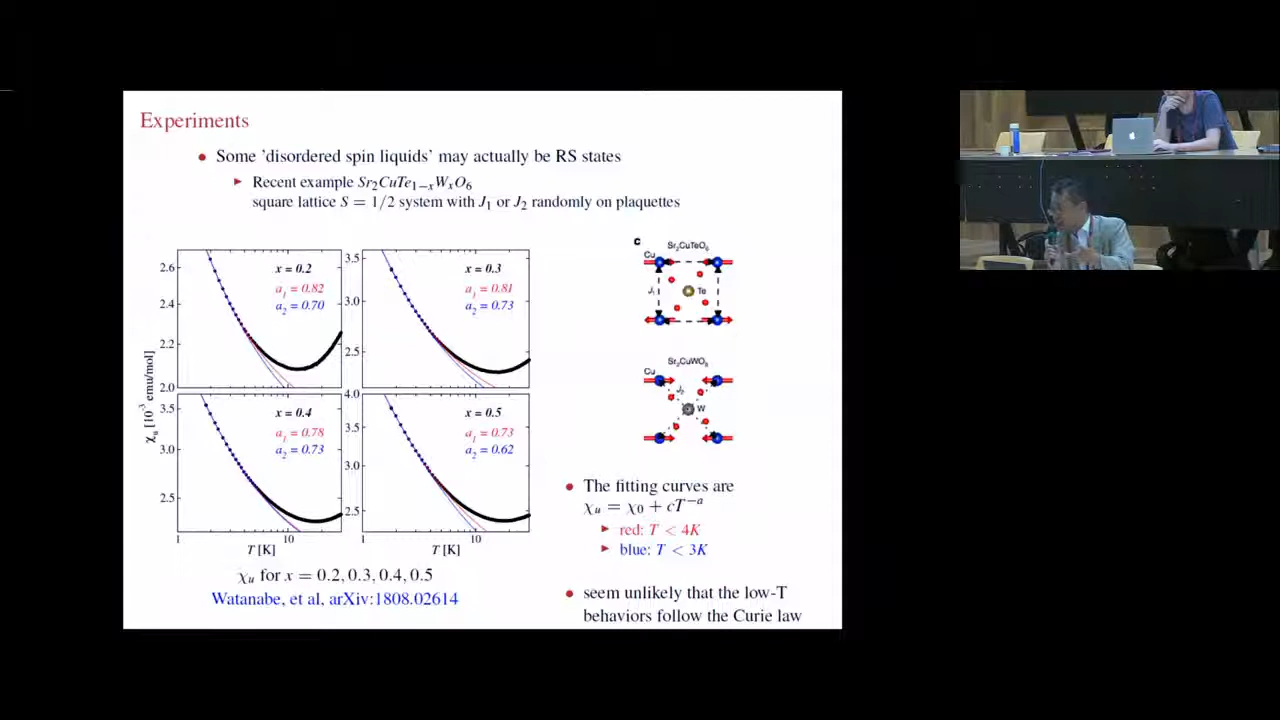 Experiments
• Some 'disordered spin liquids' may actually be RS states
▶ Recent example Sr₂CuTe₁₋ₓWₓO₆
square lattice S = 1/2 system with J₁ or J₂ randomly on plaquettes
χᵤ [10⁻³ emu/mol]
2.6
2.4
2.2
2.0
x = 0.2
a₁ = 0.82
a₂ = 0.70
3.5
3.0
2.5
x = 0.3
a₁ = 0.81
a₂ = 0.73
3.5
3.0
2.5
x = 0.4
a₁ = 0.78
a₂ = 0.73
1
10
T [K]
4.0
3.5
3.0
2.5
x = 0.5
a₁ = 0.73
a₂ = 0.62
1
10
T [K]
χᵤ for x = 0.2, 0.3, 0.4, 0.5
Watanabe, et al, arXiv:1808.02614
c
Sr₂CuTeO₆
Cu
J₁
Te
Sr₂CuWO₆
Cu
J₂
W
• The fitting curves are
χᵤ = χ₀ + cT⁻ᵃ
▶ red: T < 4K
▶ blue: T < 3K
• seem unlikely that the low-T
behaviors follow the Curie law